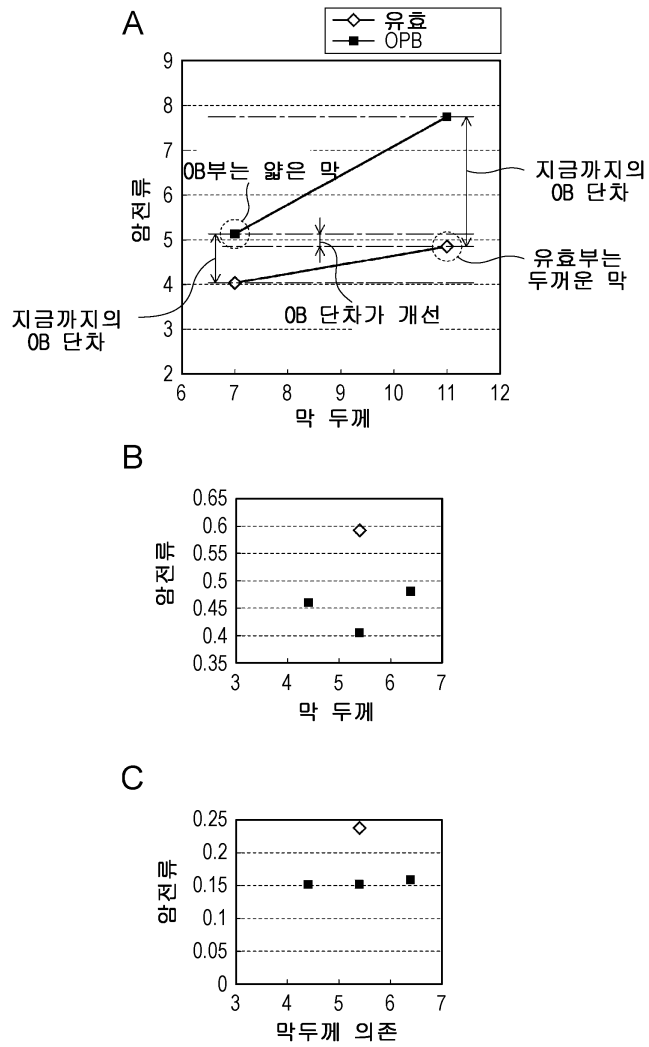 A
유효
OPB
9
8
7
6
5
4
3
2
암전류
OB부는 얇은 막
지금까지의
OB 단차
유효부는
두꺼운 막
지금까지의
OB 단차
OB 단차가 개선
6 7 8 9 10 11 12
막 두께
B
0.65
0.6
0.55
0.5
0.45
0.4
0.35
암전류
3 4 5 6 7
막 두께
C
0.25
0.2
0.15
0.1
0.05
0
암전류
3 4 5 6 7
막두께 의존